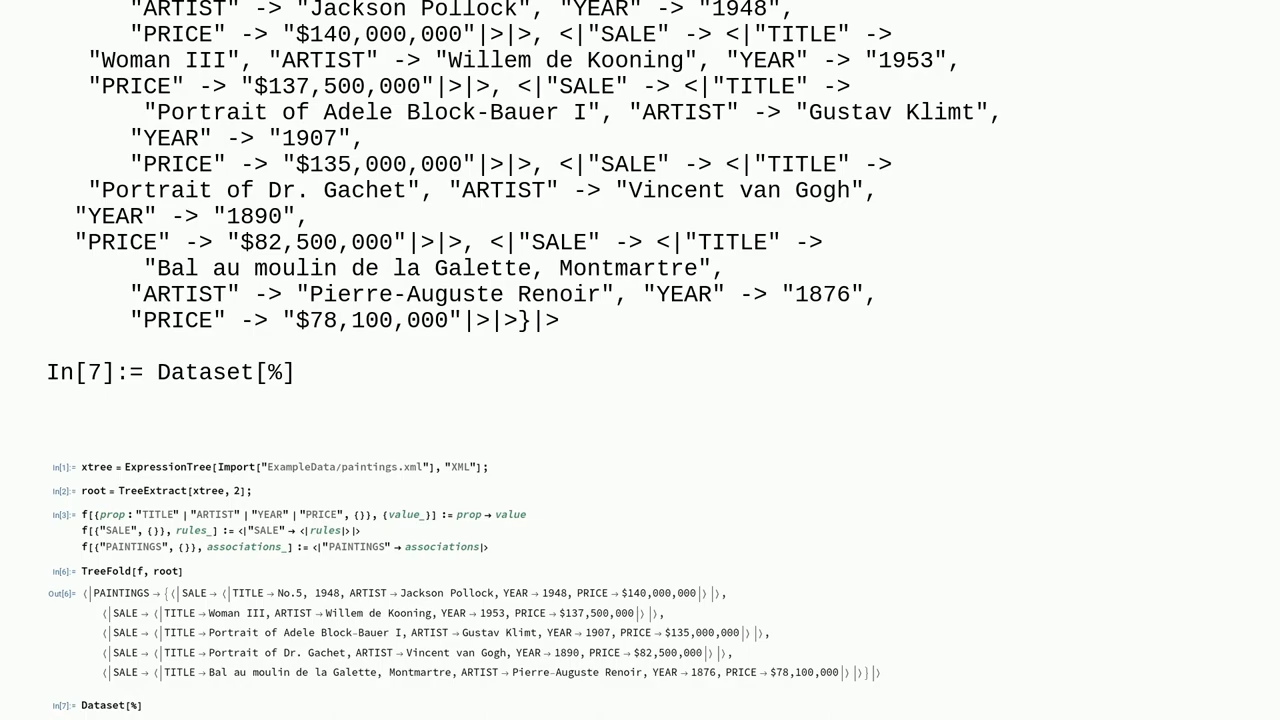 "ARTIST" -> "Jackson Pollock", "YEAR" -> "1948",
"PRICE" -> "$140,000,000"|>|>, <|"SALE" -> <|"TITLE" ->
"Woman III", "ARTIST" -> "Willem de Kooning", "YEAR" -> "1953",
"PRICE" -> "$137,500,000"|>|>, <|"SALE" -> <|"TITLE" ->
"Portrait of Adele Block-Bauer I", "ARTIST" -> "Gustav Klimt",
"YEAR" -> "1907",
"PRICE" -> "$135,000,000"|>|>, <|"SALE" -> <|"TITLE" ->
"Portrait of Dr. Gachet", "ARTIST" -> "Vincent van Gogh",
"YEAR" -> "1890",
"PRICE" -> "$82,500,000"|>|>, <|"SALE" -> <|"TITLE" ->
"Bal au moulin de la Galette, Montmartre",
"ARTIST" -> "Pierre-Auguste Renoir", "YEAR" -> "1876",
"PRICE" -> "$78,100,000"|>|>}|>
In[7]:= Dataset[%]
In[1]:= xtree = ExpressionTree[Import["ExampleData/paintings.xml"], "XML"];
In[2]:= root = TreeExtract[xtree, 2];
In[3]:= f[{prop : "TITLE" | "ARTIST" | "YEAR" | "PRICE", {}}, {value_}] := prop → value
f[{"SALE", {}}, rules_] := <|"SALE" → <|rules|>|>
f[{"PAINTINGS", {}}, associations_] := <|"PAINTINGS" → associations|>
In[6]:= TreeFold[f, root]
Out[6]= ⟨|PAINTINGS → {⟨|SALE → ⟨|TITLE → No.5, 1948, ARTIST → Jackson Pollock, YEAR → 1948, PRICE → $140,000,000|⟩|⟩,
⟨|SALE → ⟨|TITLE → Woman III, ARTIST → Willem de Kooning, YEAR → 1953, PRICE → $137,500,000|⟩|⟩,
⟨|SALE → ⟨|TITLE → Portrait of Adele Block-Bauer I, ARTIST → Gustav Klimt, YEAR → 1907, PRICE → $135,000,000|⟩|⟩,
⟨|SALE → ⟨|TITLE → Portrait of Dr. Gachet, ARTIST → Vincent van Gogh, YEAR → 1890, PRICE → $82,500,000|⟩|⟩,
⟨|SALE → ⟨|TITLE → Bal au moulin de la Galette, Montmartre, ARTIST → Pierre-Auguste Renoir, YEAR → 1876, PRICE → $78,100,000|⟩|⟩}|⟩
In[7]:= Dataset[%]